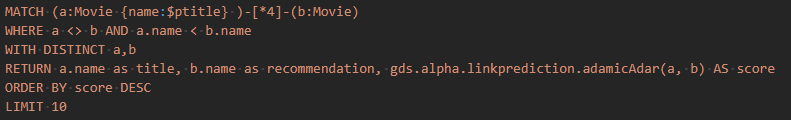 MATCH (a:Movie {name:$ptitle} )-[*4]-(b:Movie)
WHERE a <> b AND a.name < b.name
WITH DISTINCT a,b
RETURN a.name as title, b.name as recommendation, gds.alpha.linkprediction.adamicAdar(a, b) AS score
ORDER BY score DESC
LIMIT 10